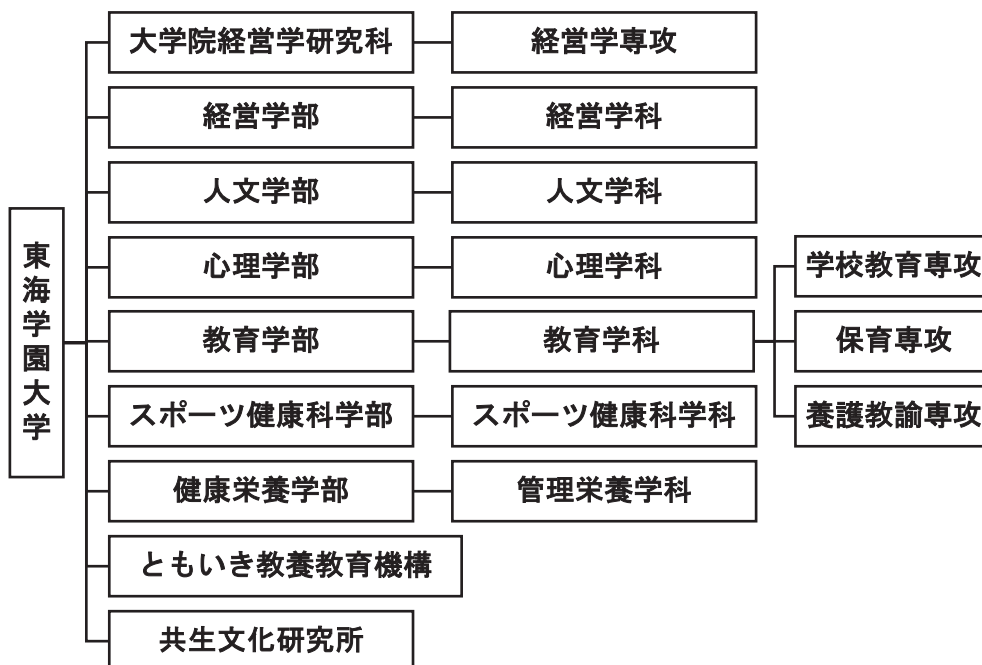 東海学園大学
大学院経営学研究科
経営学専攻
経営学部
経営学科
人文学部
人文学科
心理学部
心理学科
教育学部
教育学科
学校教育専攻
保育専攻
養護教諭専攻
スポーツ健康科学部
スポーツ健康科学科
健康栄養学部
管理栄養学科
ともいき教養教育機構
共生文化研究所